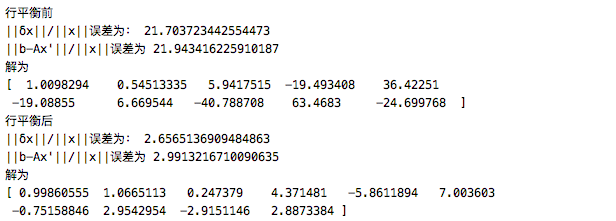 行平衡前
||δx||/||x||误差为： 21.703723442554473
||b-Ax'||/||x||误差为 21.943416225910187
解为
[ 1.0098294 0.54513335 5.9417515 -19.493408 36.42251
-19.08855 6.669544 -40.788708 63.4683 -24.699768 ]
行平衡后
||δx||/||x||误差为： 2.6565136909484863
||b-Ax'||/||x||误差为 2.9913216710090635
解为
[ 0.99860555 1.0665113 0.247379 4.371481 -5.8611894 7.003603
-0.75158846 2.9542954 -2.9151146 2.8873384 ]